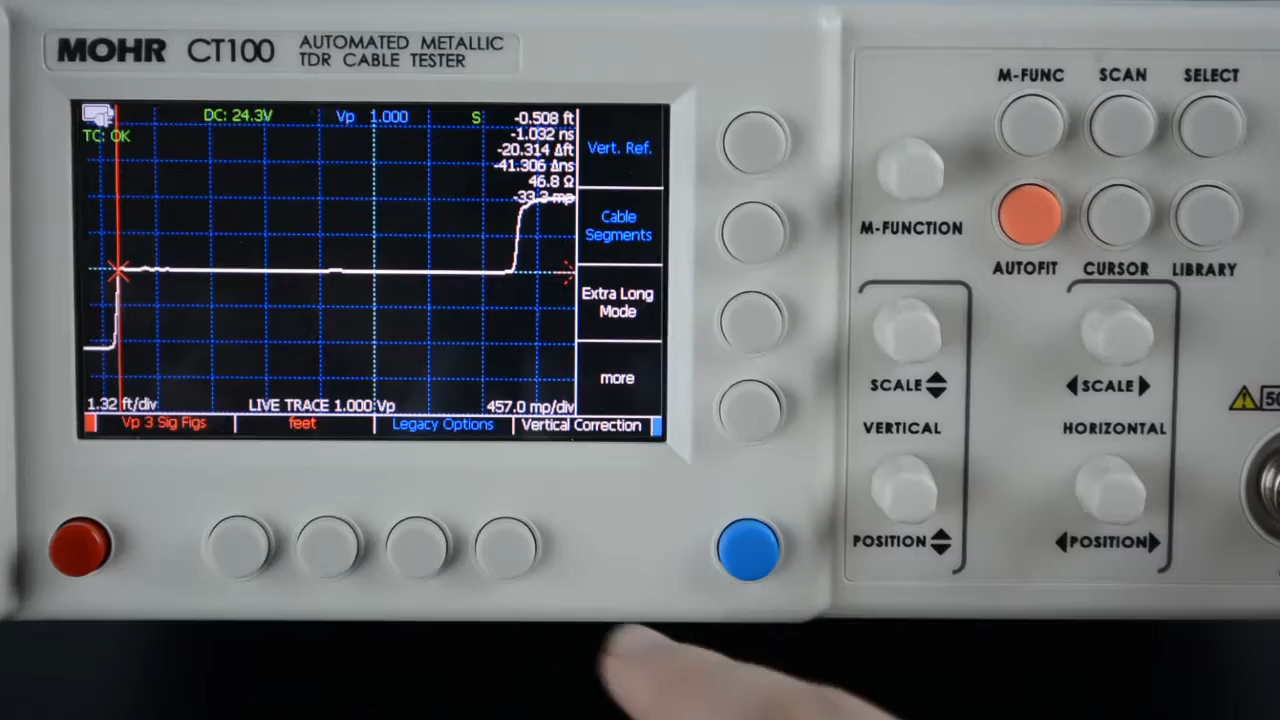 MOHR CT100 AUTOMATED METALLIC
TDR CABLE TESTER
DC: 24.3V Vp 1.000 S -0.508 ft
TC: OK
-1.032 ns
-20.314 Δft
-41.306 Δns
46.8 Ω
-33.3 mp
Vert. Ref.
Cable
Segments
Extra Long
Mode
more
1.32 ft/div LIVE TRACE 1.000 Vp 457.0 mp/div
Vp 3 Sig Figs feet Legacy Options Vertical Correction
M-FUNC SCAN SELECT
M-FUNCTION
AUTOFIT CURSOR LIBRARY
SCALE
VERTICAL
POSITION
SCALE
HORIZONTAL
POSITION